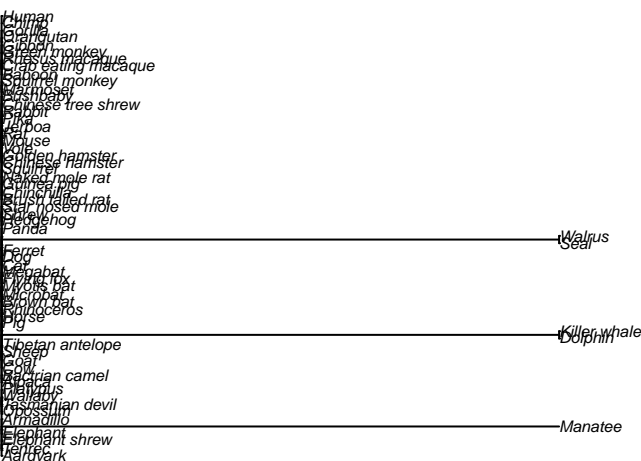 Human
Chimp
Gorilla
Orangutan
Gibbon
Green monkey
Rhesus macaque
Crab eating macaque
Baboon
Squirrel monkey
Marmoset
Bushbaby
Chinese tree shrew
Rabbit
Pika
Jerboa
Rat
Mouse
Vole
Golden hamster
Chinese hamster
Squirrel
Naked mole rat
Guinea pig
Chinchilla
Brush tailed rat
Star nosed mole
Shrew
Hedgehog
Panda
Walrus
Seal
Ferret
Dog
Cat
Megabat
Flying fox
Myotis bat
Microbat
Brown bat
Rhinoceros
Horse
Pig
Killer whale
Dolphin
Tibetan antelope
Sheep
Goat
Cow
Bactrian camel
Alpaca
Platypus
Wallaby
Tasmanian devil
Opossum
Armadillo
Manatee
Elephant
Elephant shrew
Tenrec
Aardvark